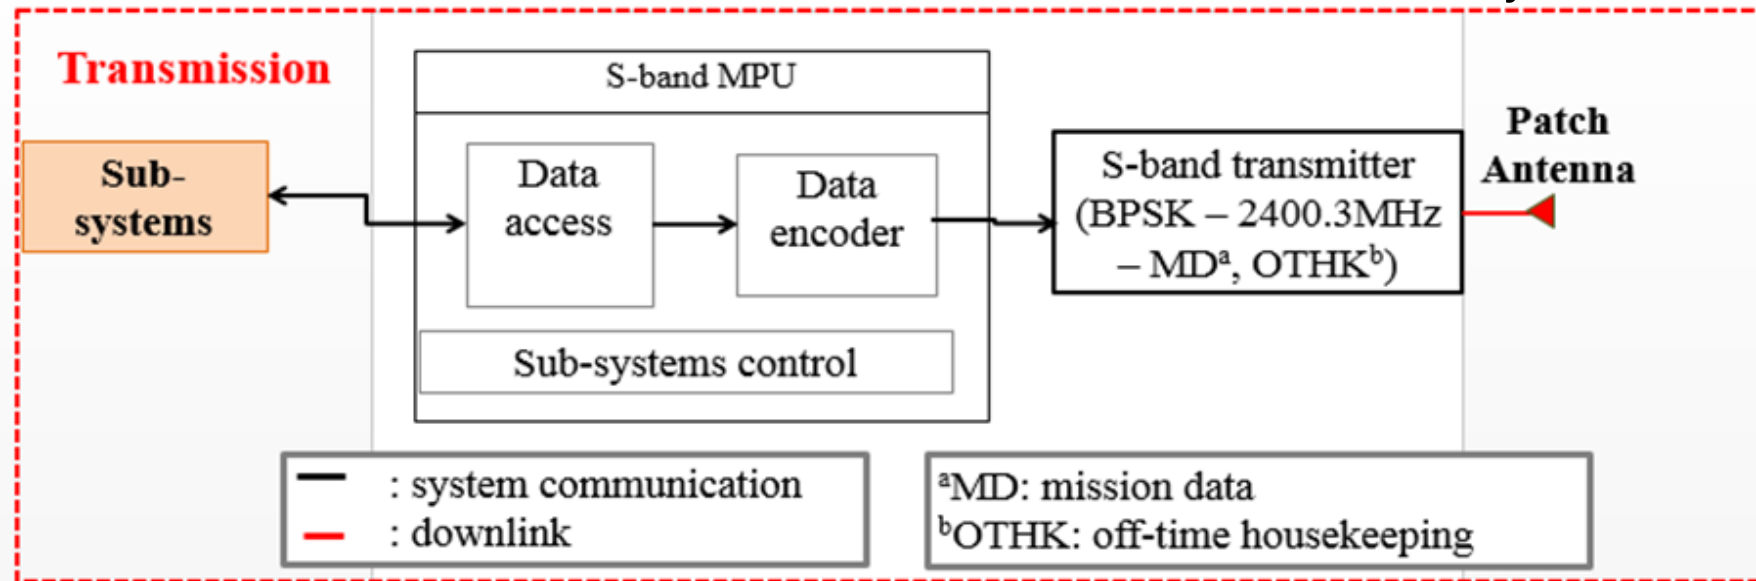 Transmission
S-band MPU
Sub-
systems
Data
access
Data
encoder
Sub-systems control
S-band transmitter
(BPSK – 2400.3MHz
– MDᵃ, OTHKᵇ)
Patch
Antenna
: system communication
: downlink
ᵃMD: mission data
ᵇOTHK: off-time housekeeping